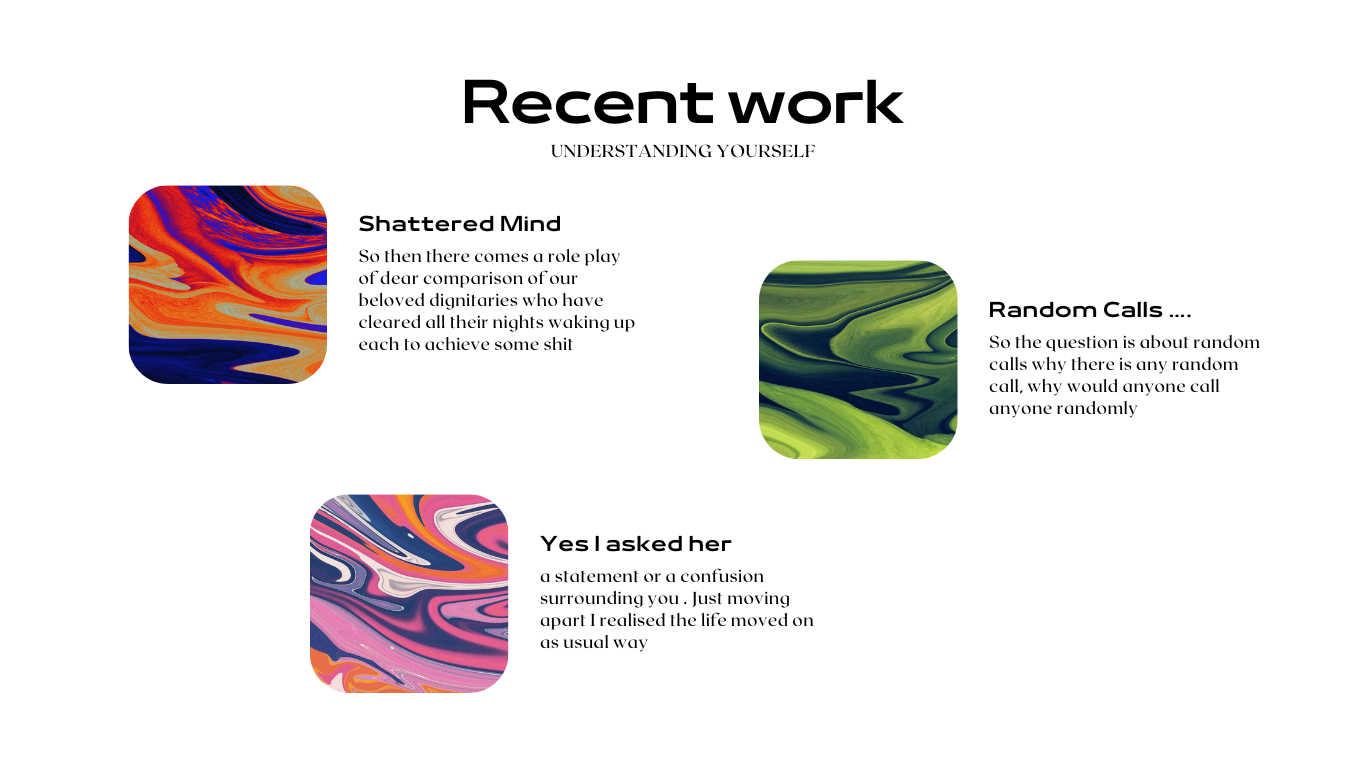 Recent work
UNDERSTANDING YOURSELF
Shattered Mind
So then there comes a role play
of dear comparison of our
beloved dignitaries who have
cleared all their nights waking up
each to achieve some shit
Random Calls ....
So the question is about random
calls why there is any random
call, why would anyone call
anyone randomly
Yes I asked her
a statement or a confusion
surrounding you . Just moving
apart I realised the life moved on
as usual way